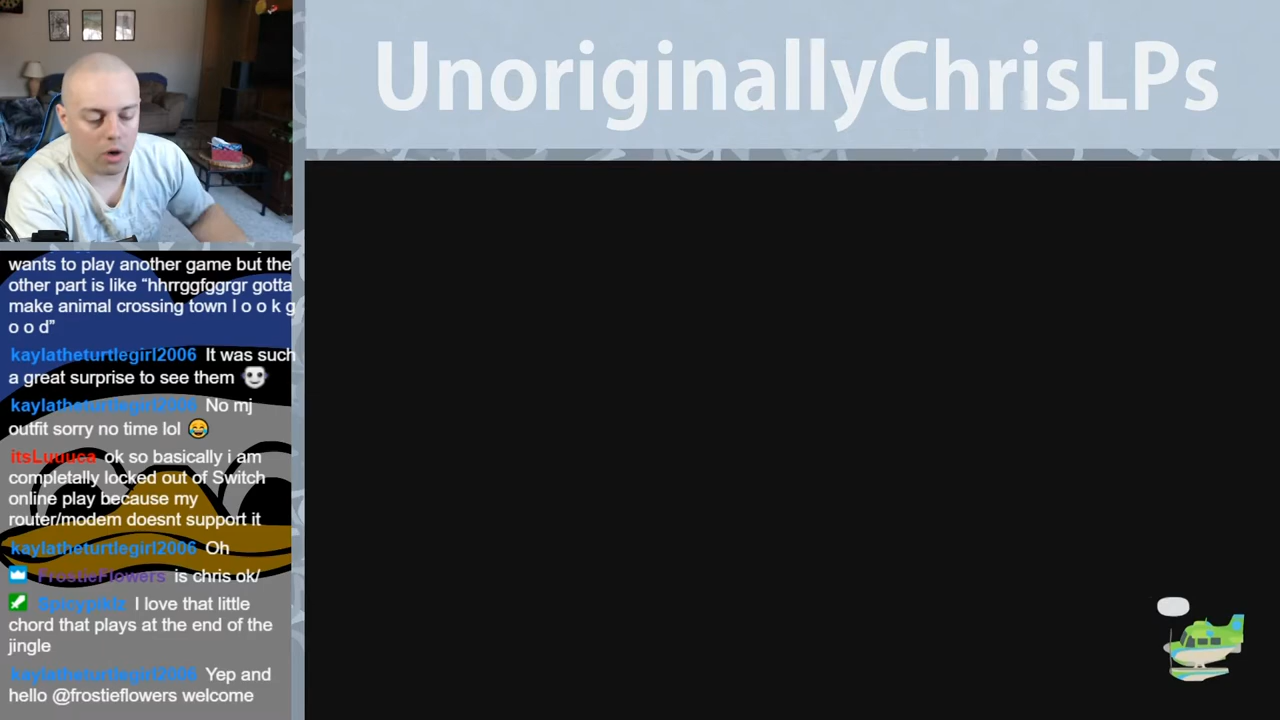 UnoriginallyChrisLPs
wants to play another game but the
other part is like “hhrrggfggrgr gotta
make animal crossing town l o o k g
o o d”
kaylatheturtlegirl2006 It was such
a great surprise to see them
kaylatheturtlegirl2006 No mj
outfit sorry no time lol 😂
itsLuuuca ok so basically i am
completally locked out of Switch
online play because my
router/modem doesnt support it
kaylatheturtlegirl2006 Oh
FrostieFlowers is chris ok/
Spicypiklz I love that little
chord that plays at the end of the
jingle
kaylatheturtlegirl2006 Yep and
hello @frostieflowers welcome